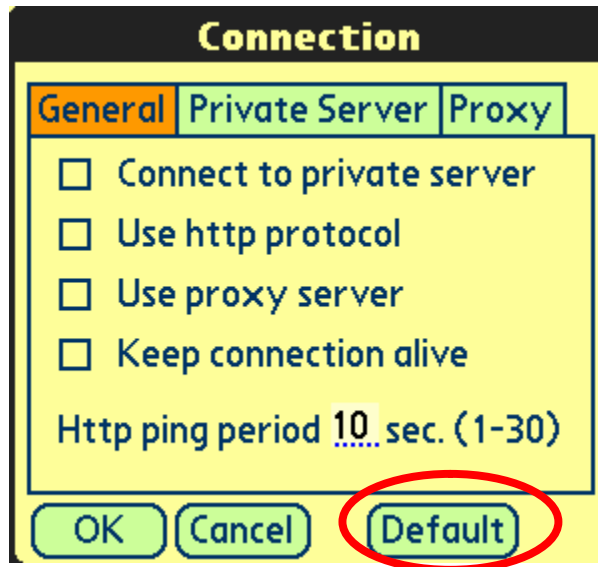 Connection
General Private Server Proxy
Connect to private server
Use http protocol
Use proxy server
Keep connection alive
Http ping period 10 sec. (1-30)
OK Cancel Default